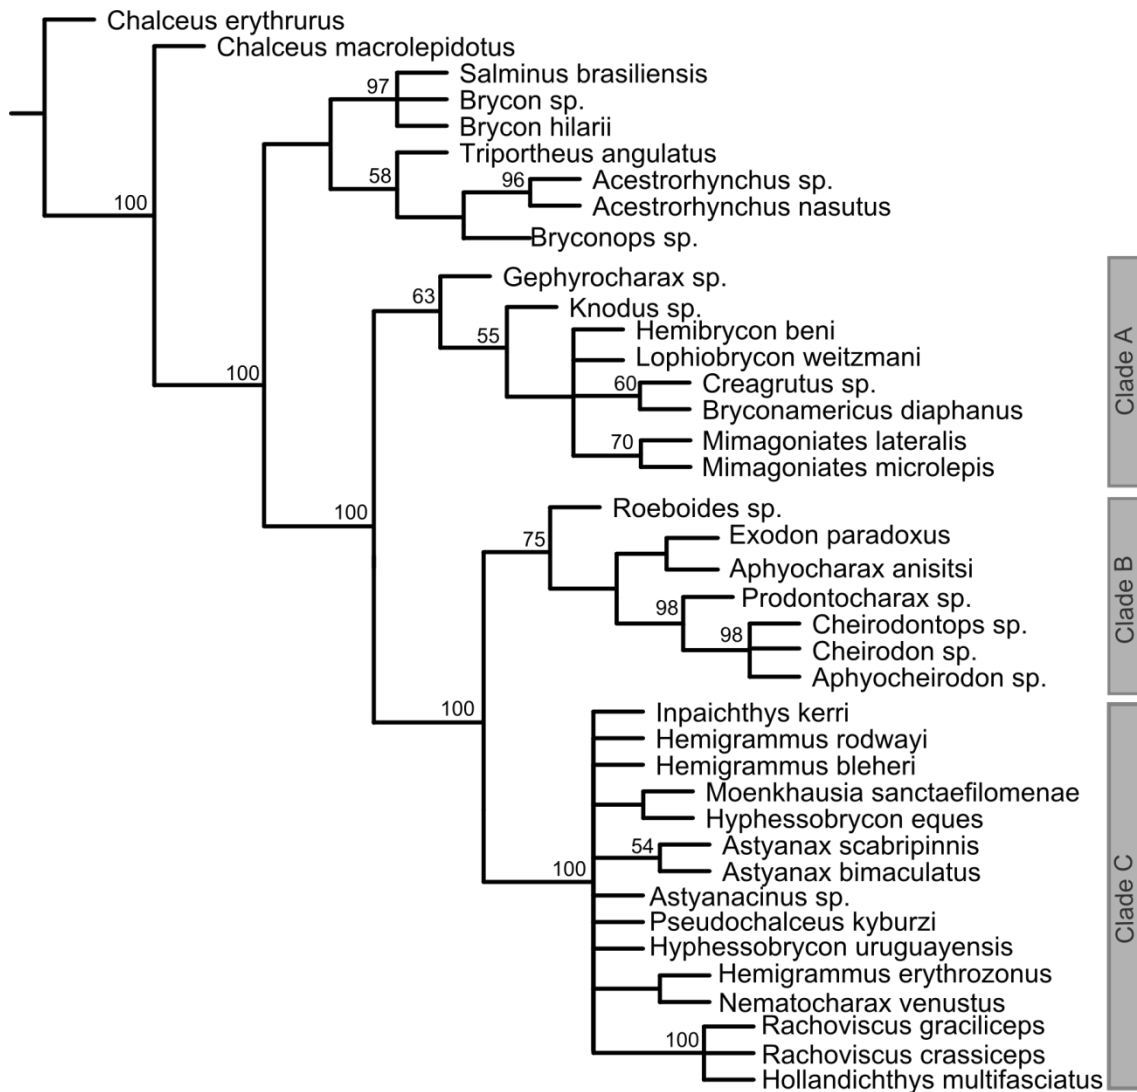 Chalceus erythrurus
Chalceus macrolepidotus
Salminus brasiliensis
97
Brycon sp.
Brycon hilarii
Triportheus angulatus
58
96
Acestrorhynchus sp.
Acestrorhynchus nasutus
100
Bryconops sp.
Gephyrocharax sp.
63
Knodus sp.
55
Hemibrycon beni
Lophiobrycon weitzmani
100
60
Creagrutus sp.
Bryconamericus diaphanus
70
Mimagoniates lateralis
Mimagoniates microlepis
Clade A
Roeboides sp.
100
75
Exodon paradoxus
Aphyocharax anisitsi
Prodontocharax sp.
98
Cheirodontops sp.
98
Cheirodon sp.
Aphyocheirodon sp.
Clade B
100
Inpaichthys kerri
Hemigrammus rodwayi
Hemigrammus bleheri
Moenkhausia sanctaefilomenae
Hyphessobrycon eques
54
Astyanax scabripinnis
100
Astyanax bimaculatus
Astyanacinus sp.
Pseudochalceus kyburzi
Hyphessobrycon uruguayensis
Hemigrammus erythrozonus
Nematocharax venustus
Rachoviscus graciliceps
100
Rachoviscus crassiceps
Hollandichthys multifasciatus
Clade C